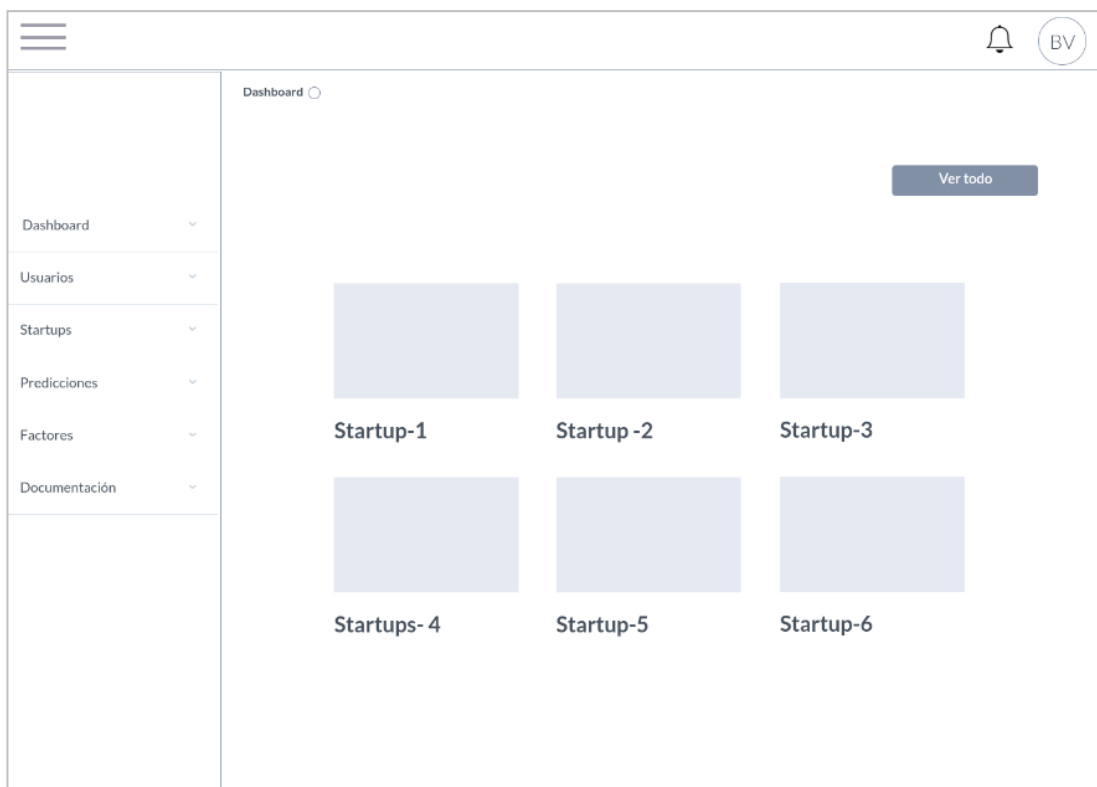 BV
Dashboard
Ver todo
Dashboard
Usuarios
Startups
Predicciones
Factores
Documentación
Startup-1
Startup -2
Startup-3
Startups- 4
Startup-5
Startup-6